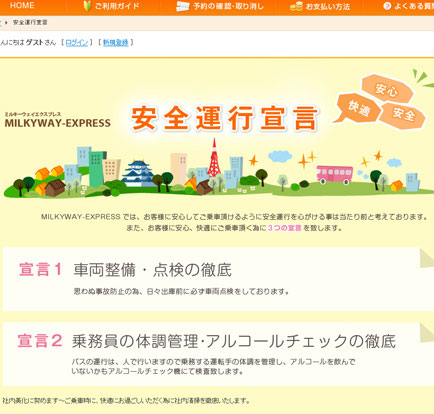 HOME
ご利用ガイド
予約の確認・取り消し
お支払い方法
よくある質
安全運行宣言
んにちは ゲスト さん [ログイン] [新規登録]
安心
快適
安全
ミルキーウェイエクスプレス
MILKYWAY-EXPRESS
安全運行宣言
MILKYWAY-EXPRESS では、お客様に安心してご乗車頂けるように安全運行を心がける事は当たり前と考えております。
また、お客様に安心、快適にご乗車頂く為に3つの宣言を致します。
宣言1 車両整備・点検の徹底
思わぬ事故防止の為、日々出庫前に必ず車両点検をしております。
宣言2 乗務員の体調管理・アルコールチェックの徹底
バスの運行は、人で行いますので乗務する運転手の体調を管理し、アルコールを飲んで
いないかもアルコールチェック機にて検査致します。
社内美化に努めます～ご乗車時に、快適にお過ごしいただく為に社内清掃を徹底いたします。